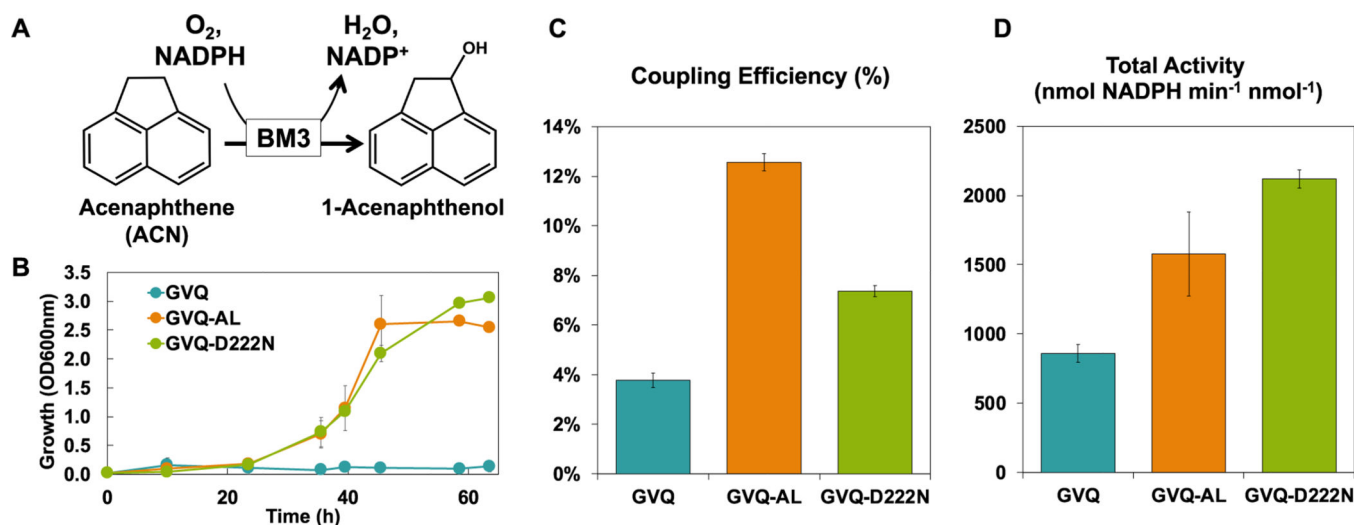 A
O₂,
NADPH
H₂O,
NADP⁺
OH
BM3
Acenaphthene
(ACN)
1-Acenaphthenol
B
Growth (OD600nm)
3.5
3.0
2.5
2.0
1.5
1.0
0.5
0.0
GVQ
GVQ-AL
GVQ-D222N
0
20
40
60
Time (h)
C
Coupling Efficiency (%)
14%
12%
10%
8%
6%
4%
2%
0%
GVQ
GVQ-AL
GVQ-D222N
D
Total Activity
(nmol NADPH min⁻¹ nmol⁻¹)
2500
2000
1500
1000
500
0
GVQ
GVQ-AL
GVQ-D222N